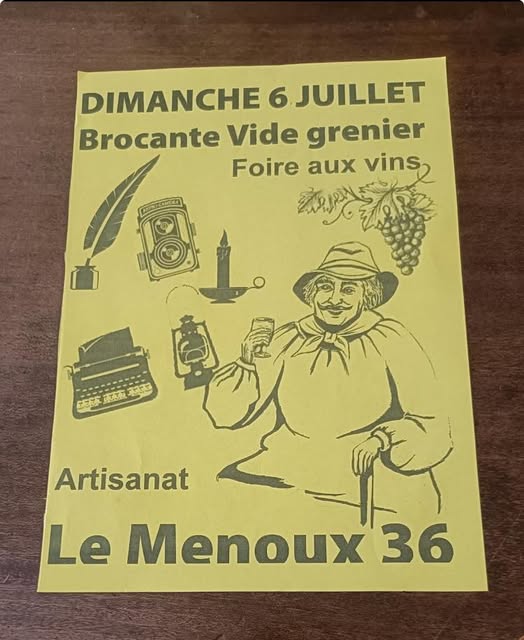 DIMANCHE 6 JUILLET
Brocante Vide grenier
Foire aux vins
Artisanat
Le Menoux 36